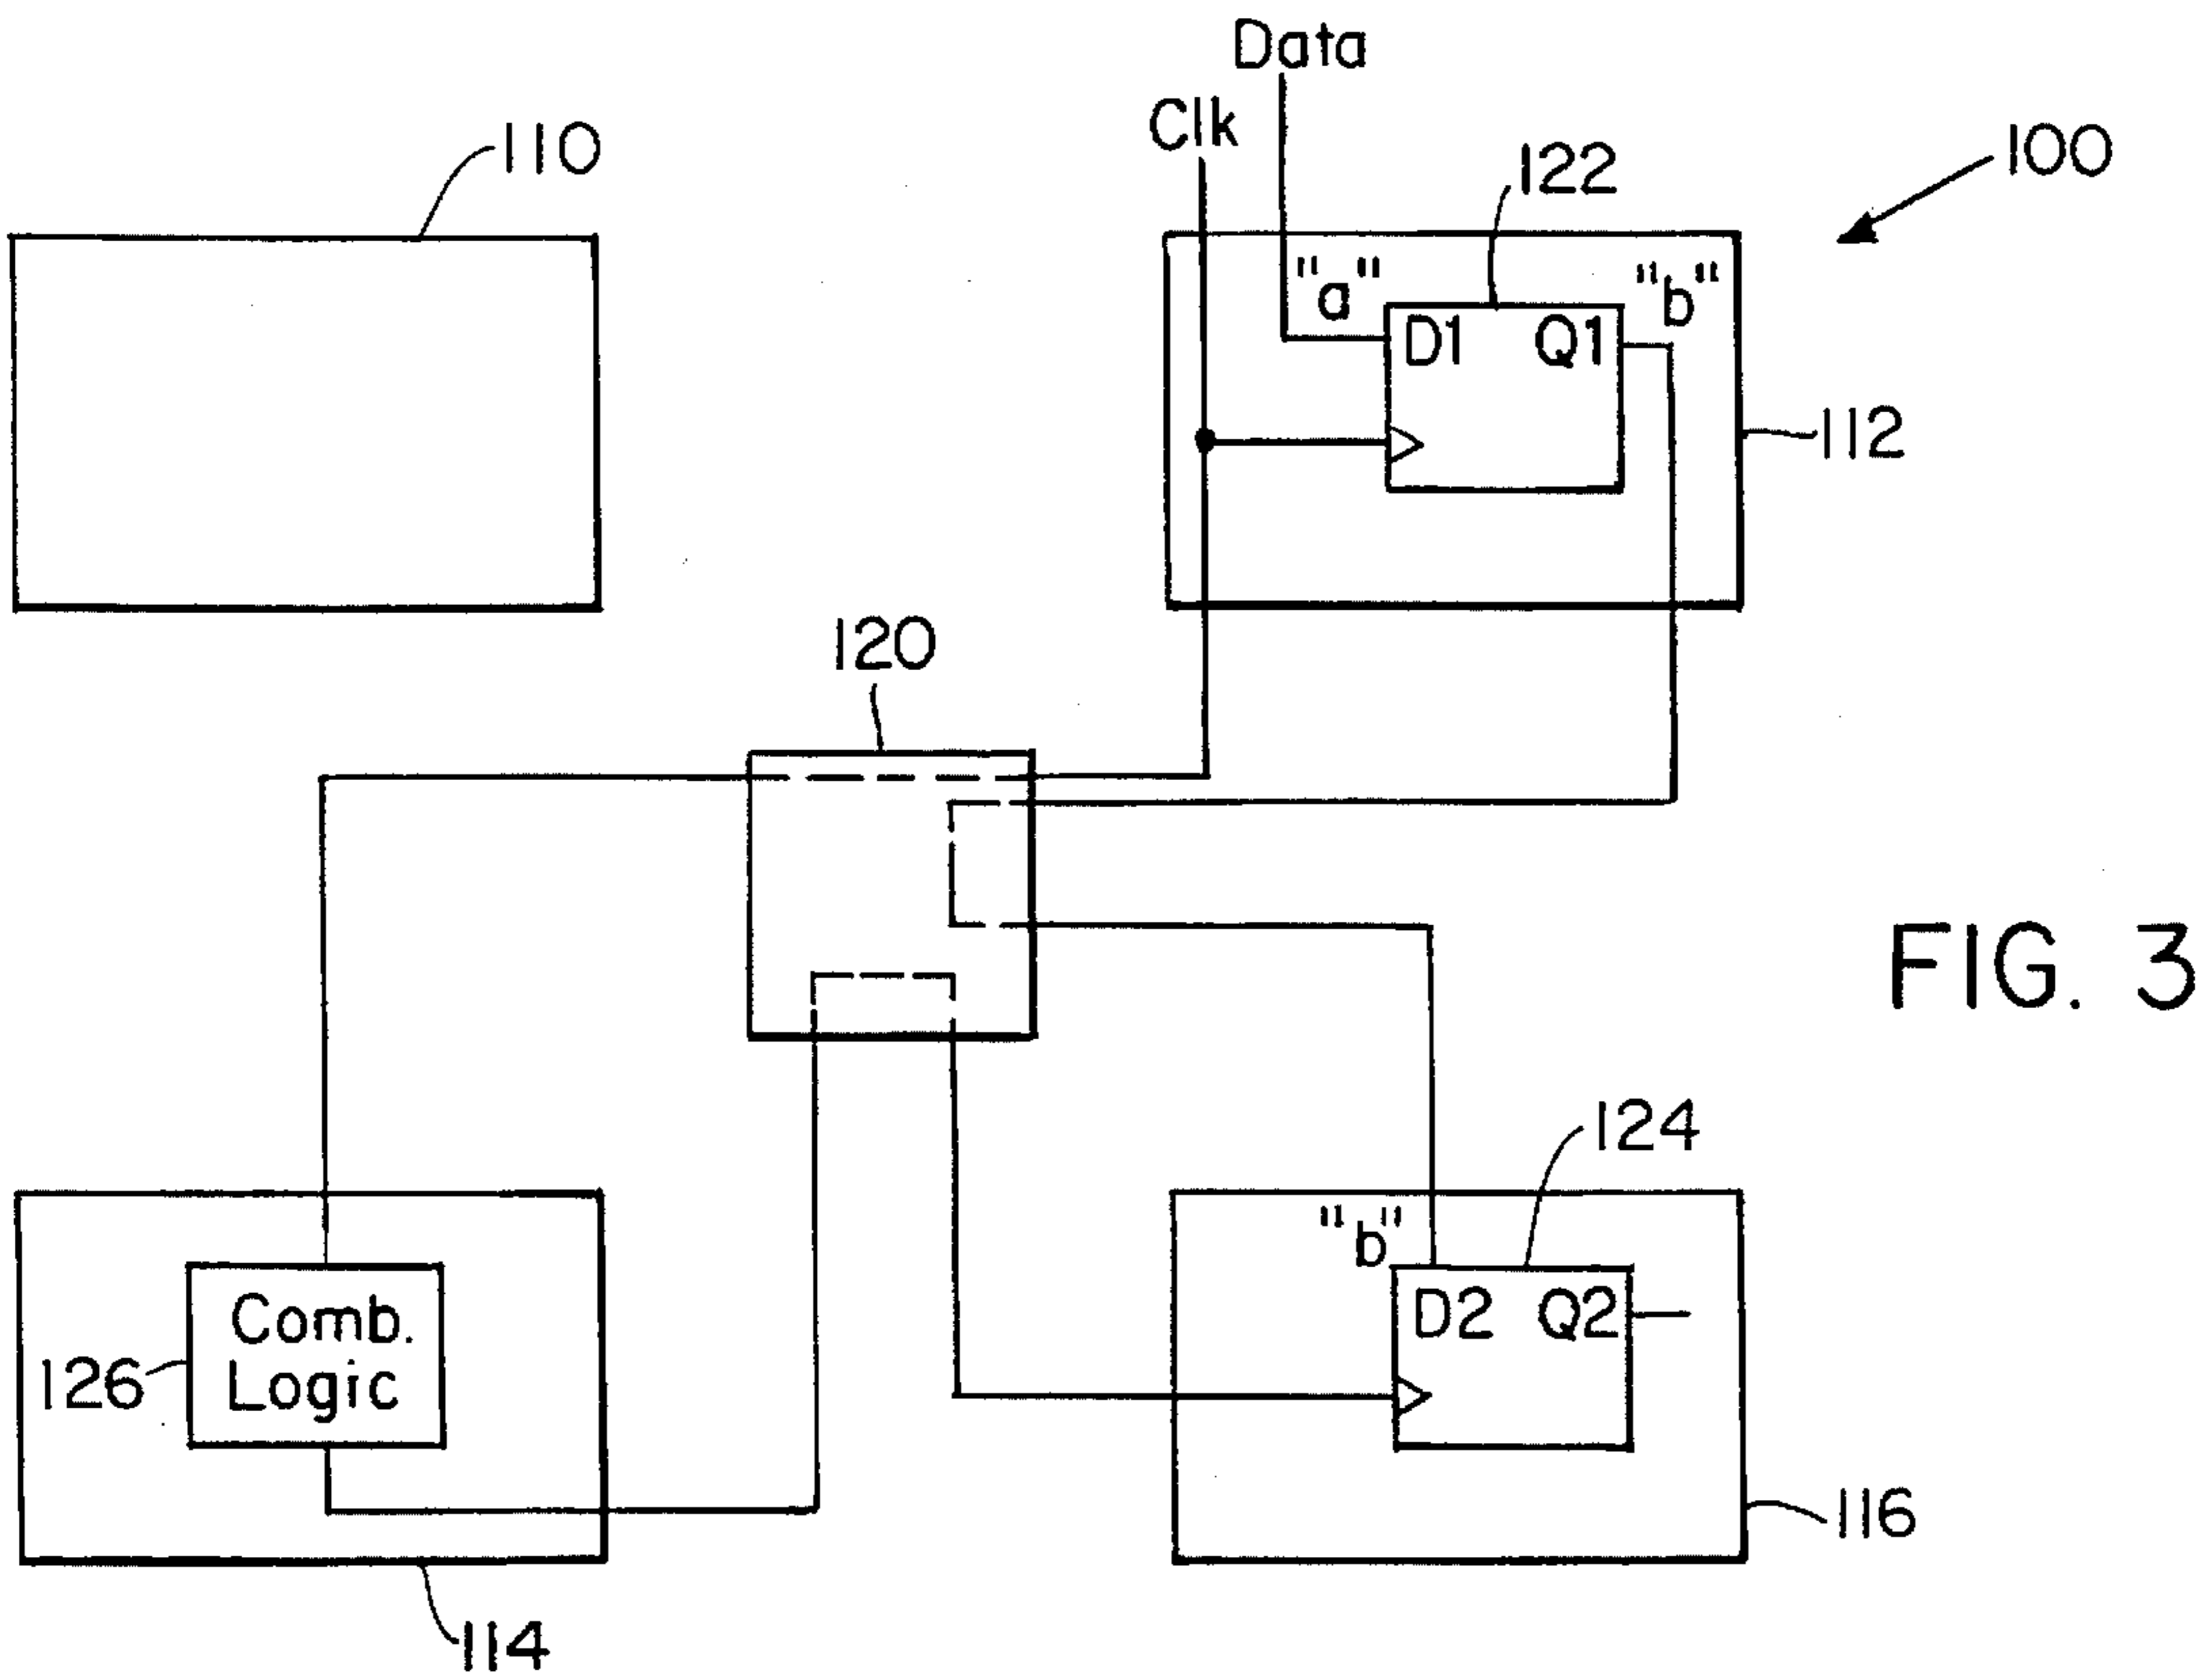 Data
Clk
110
122
100
"a"
"b"
D1 Q1
112
120
FIG. 3
124
"b"
D2 Q2
Comb.
Logic
126
116
114